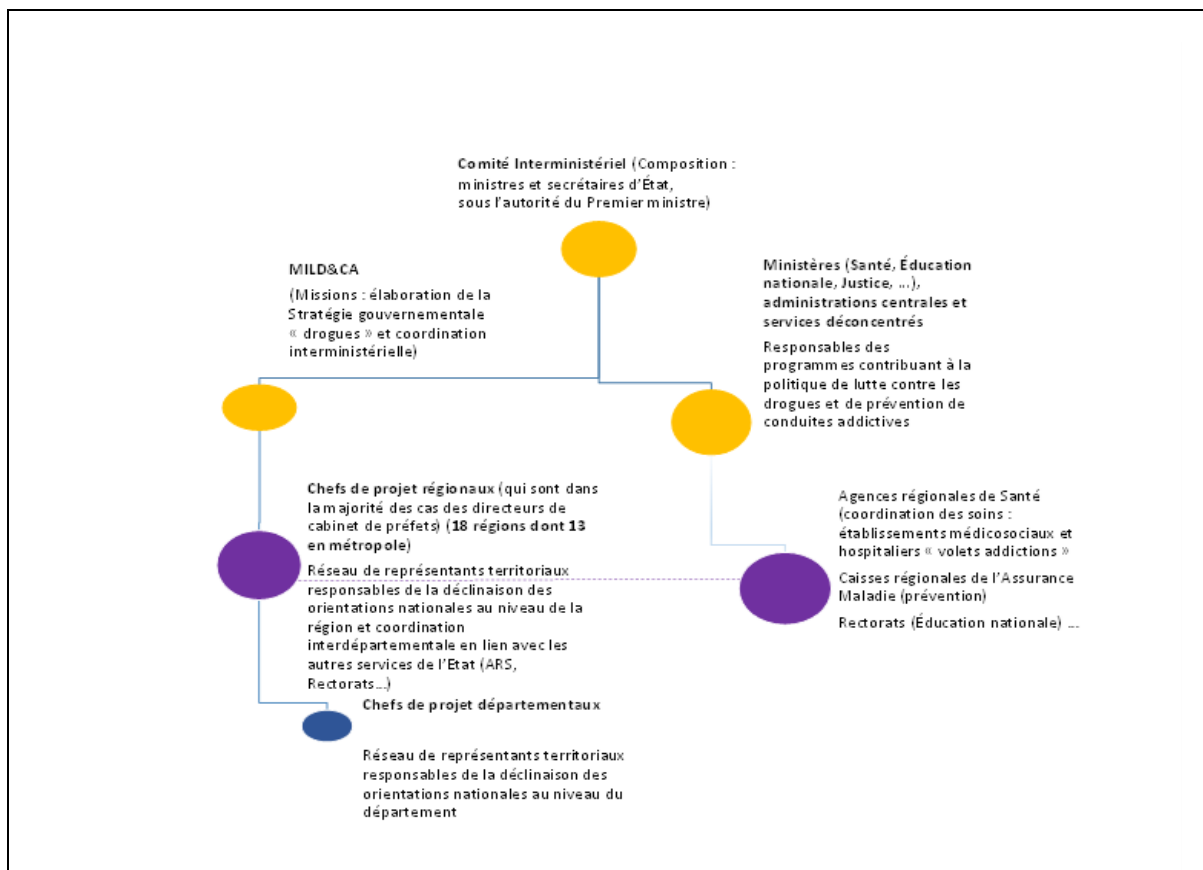 Comité Interministériel (Composition :
ministres et secrétaires d'État,
sous l'autorité du Premier ministre)
MILD&CA
(Missions : élaboration de la
Stratégie gouvernementale
« drogues » et coordination
interministérielle)
Ministères (Santé, Éducation
nationale, Justice, ...),
administrations centrales et
services déconcentrés
Responsables des
programmes contribuant à la
politique de lutte contre les
drogues et de prévention de
conduites addictives
Chefs de projet régionaux (qui sont dans
la majorité des cas des directeurs de
cabinet de préfets) (18 régions dont 13
en métropole)
Réseau de représentants territoriaux
responsables de la déclinaison des
orientations nationales au niveau de la
région et coordination
interdépartementale en lien avec les
autres services de l'Etat (ARS,
Rectorats...)
Agences régionales de Santé
(coordination des soins :
établissements médicosociaux et
hospitaliers « volets addictions »
Caisses régionales de l'Assurance
Maladie (prévention)
Rectorats (Éducation nationale) ...
Chefs de projet départementaux
Réseau de représentants territoriaux
responsables de la déclinaison des
orientations nationales au niveau du
département